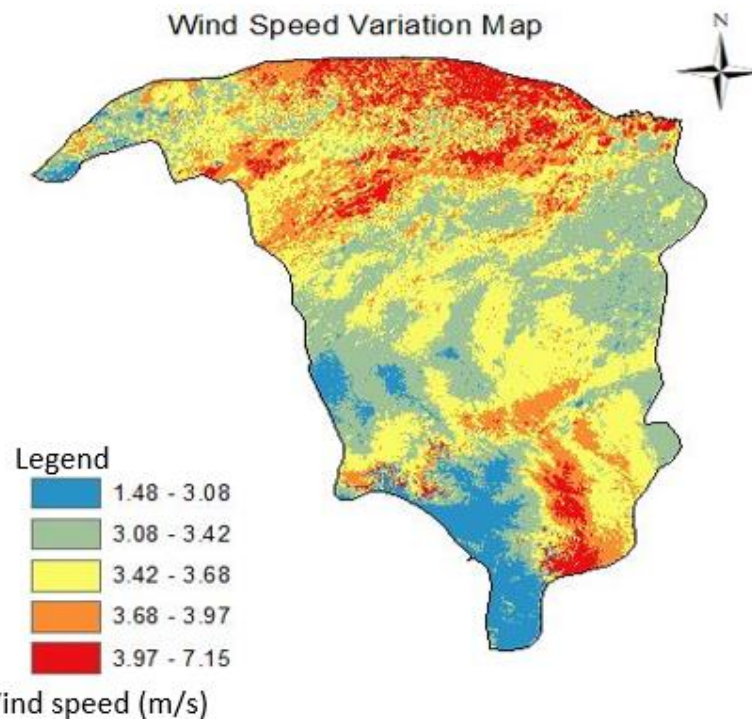 Wind Speed Variation Map
N
Legend
1.48 - 3.08
3.08 - 3.42
3.42 - 3.68
3.68 - 3.97
3.97 - 7.15
Wind speed (m/s)